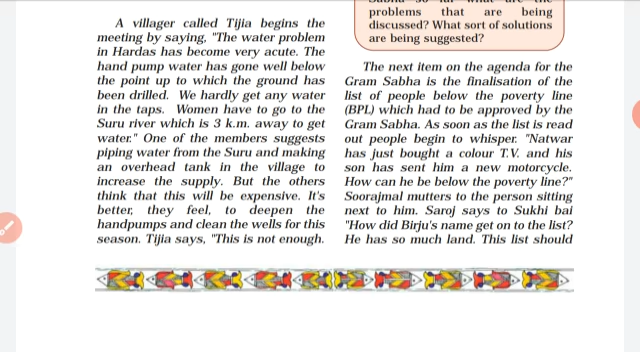 A villager called Tijia begins the
meeting by saying, "The water problem
in Hardas has become very acute. The
hand pump water has gone well below
the point up to which the ground has
been drilled. We hardly get any water
in the taps. Women have to go to the
Suru river which is 3 k.m. away to get
water." One of the members suggests
piping water from the Suru and making
an overhead tank in the village to
increase the supply. But the others
think that this will be expensive. It's
better, they feel, to deepen the
handpumps and clean the wells for this
season. Tijia says, "This is not enough.
problems that are being
discussed? What sort of solutions
are being suggested?
The next item on the agenda for the
Gram Sabha is the finalisation of the
list of people below the poverty line
(BPL) which had to be approved by the
Gram Sabha. As soon as the list is read
out people begin to whisper. "Natwar
has just bought a colour T.V. and his
son has sent him a new motorcycle.
How can he be below the poverty line?"
Soorajmal mutters to the person sitting
next to him. Saroj says to Sukhi bai
"How did Birju's name get on to the list?
He has so much land. This list should